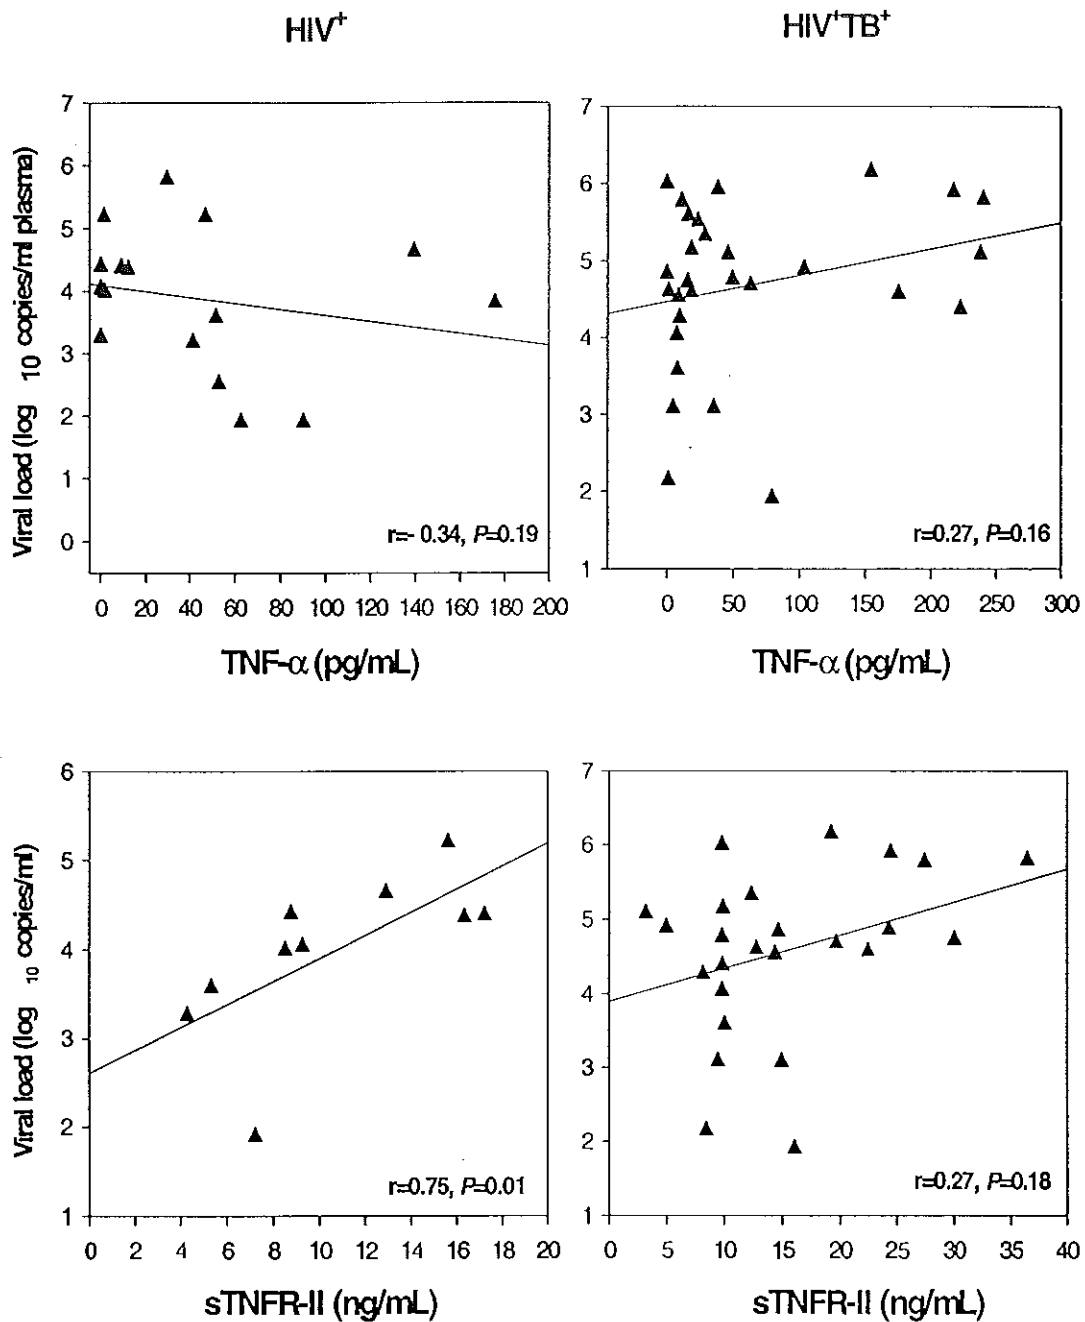 HIV⁺
HIV⁺TB⁺
Viral load (log 10 copies/ml plasma)
7
6
5
4
3
2
1
0
r=- 0.34, P=0.19
0 20 40 60 80 100 120 140 160 180 200
TNF-α (pg/mL)
7
6
5
4
3
2
1
r=0.27, P=0.16
0 50 100 150 200 250 300
TNF-α (pg/mL)
Viral load (log 10 copies/ml)
6
5
4
3
2
1
r=0.75, P=0.01
0 2 4 6 8 10 12 14 16 18 20
sTNFR-II (ng/mL)
7
6
5
4
3
2
1
r=0.27, P=0.18
0 5 10 15 20 25 30 35 40
sTNFR-II (ng/mL)